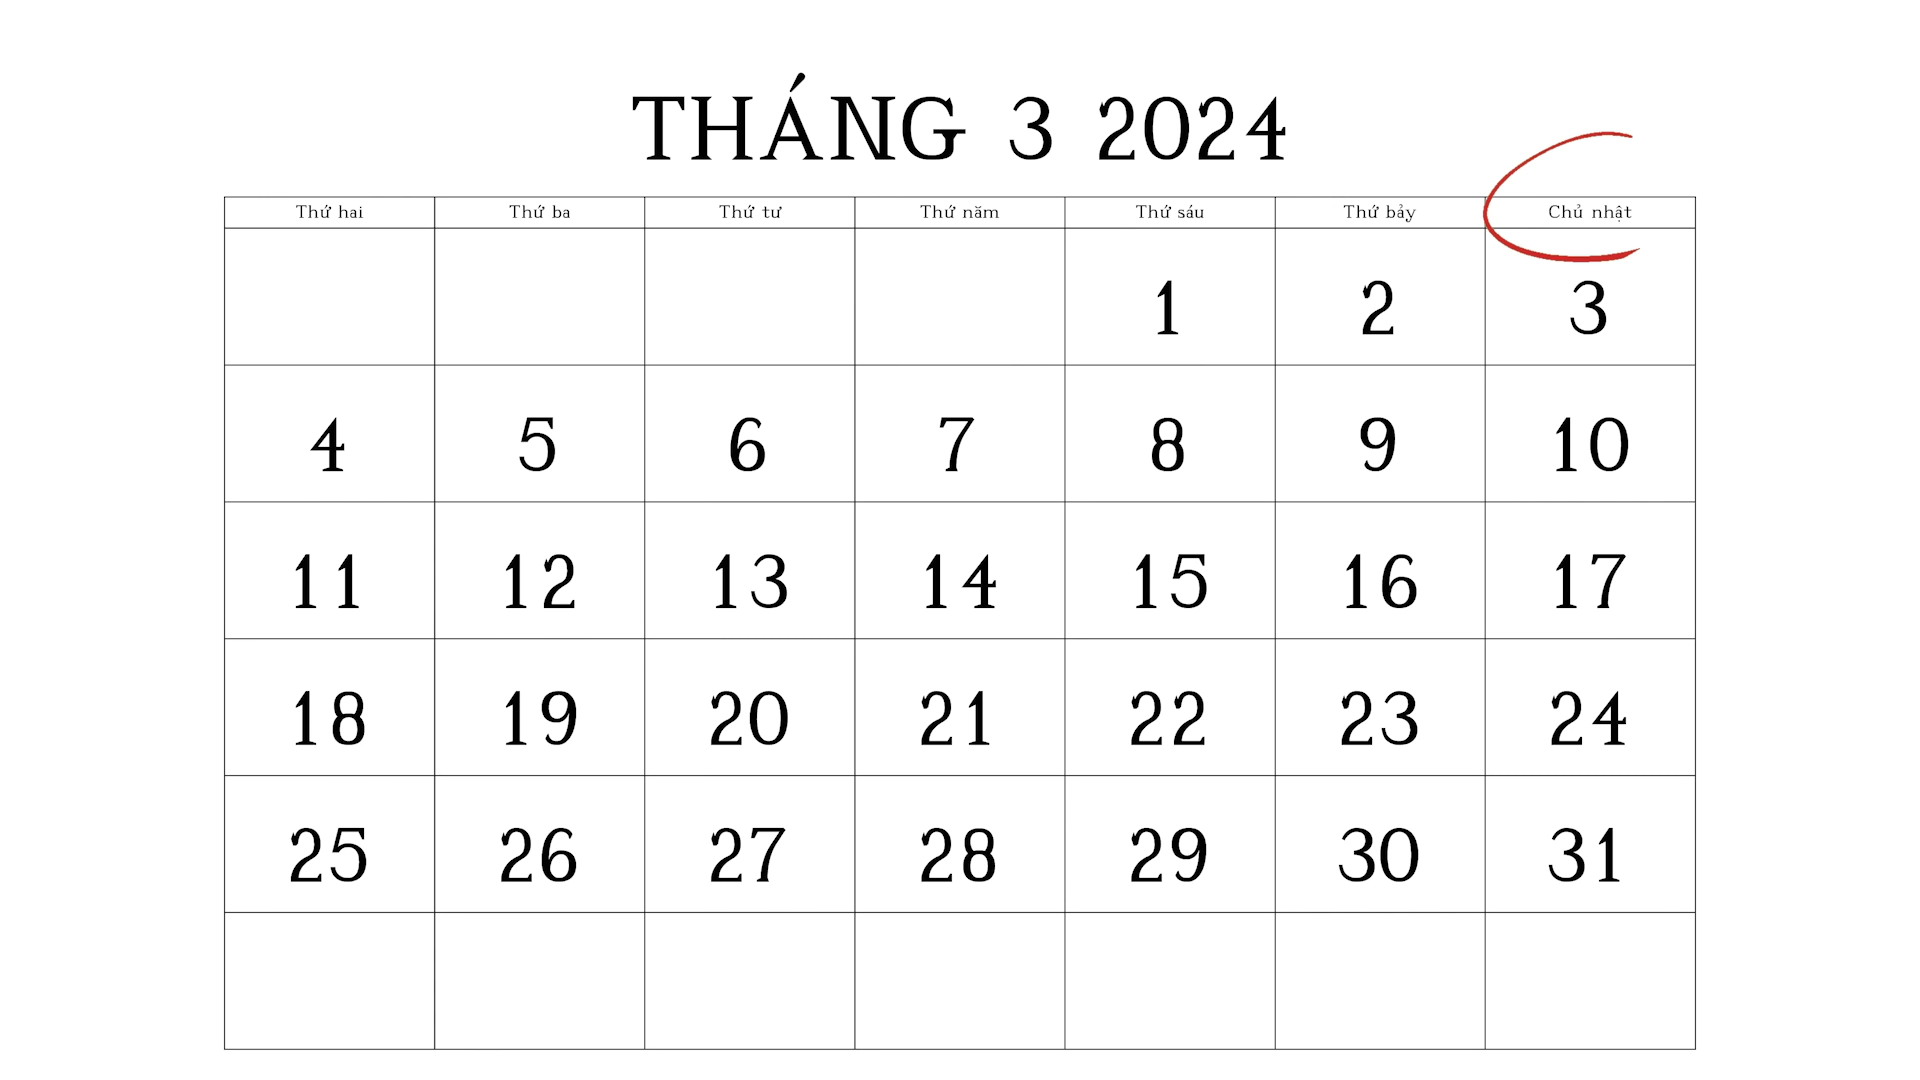 THÁNG 3 2024
Thứ hai Thứ ba Thứ tư Thứ năm Thứ sáu Thứ bảy Chủ nhật
1 2 3
4 5 6 7 8 9 10
11 12 13 14 15 16 17
18 19 20 21 22 23 24
25 26 27 28 29 30 31